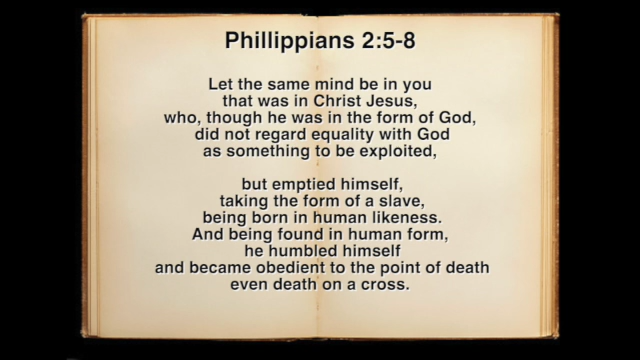 Phillippians 2:5-8
Let the same mind be in you
that was in Christ Jesus,
who, though he was in the form of God,
did not regard equality with God
as something to be exploited,
but emptied himself,
taking the form of a slave,
being born in human likeness.
And being found in human form,
he humbled himself
and became obedient to the point of death
even death on a cross.